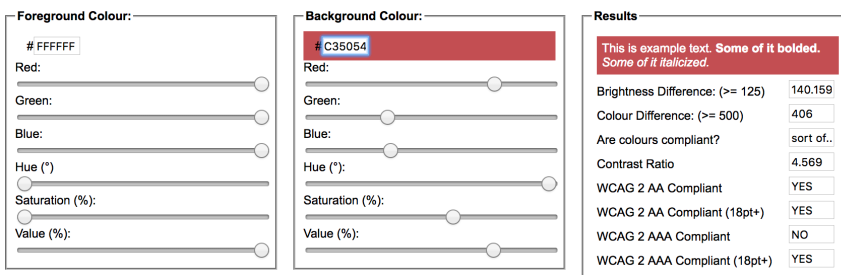 Foreground Colour:
# FFFFFF
Red:
Green:
Blue:
Hue (°)
Saturation (%):
Value (%):
Background Colour:
# C35054
Red:
Green:
Blue:
Hue (°):
Saturation (%):
Value (%):
Results
This is example text. Some of it bolded.
Some of it italicized.
Brightness Difference: (>= 125) 140.159
Colour Difference: (>= 500) 406
Are colours compliant? sort of..
Contrast Ratio 4.569
WCAG 2 AA Compliant YES
WCAG 2 AA Compliant (18pt+) YES
WCAG 2 AAA Compliant NO
WCAG 2 AAA Compliant (18pt+) YES